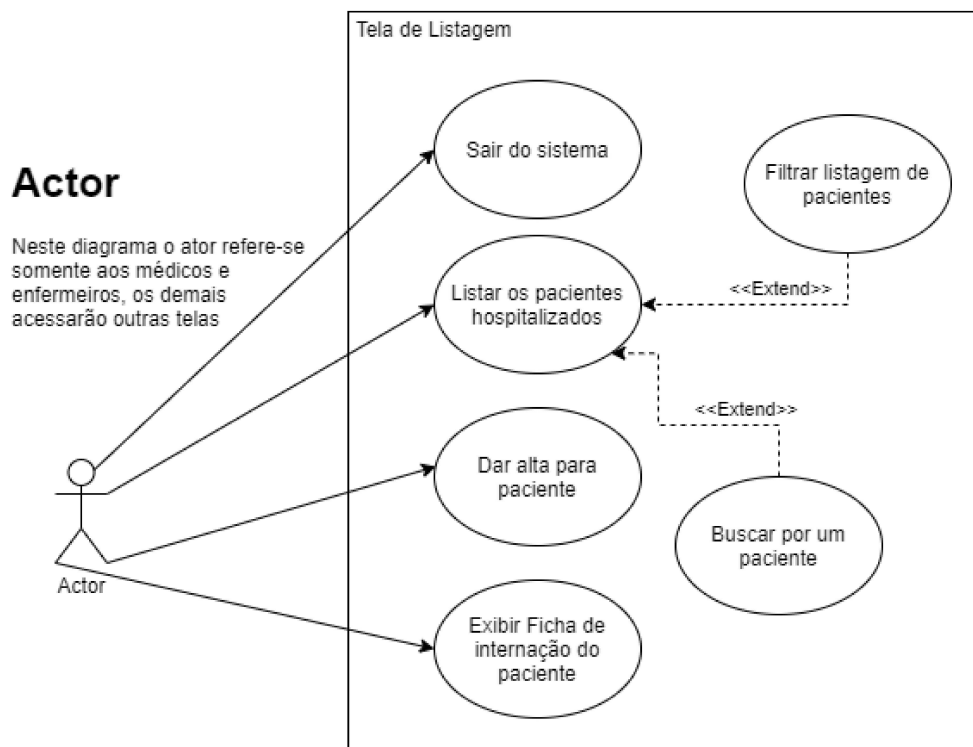 Tela de Listagem
Sair do sistema
Filtrar listagem de
pacientes
Actor
Neste diagrama o ator refere-se
somente aos médicos e
enfermeiros, os demais
acessarão outras telas
Listar os pacientes
hospitalizados
<<Extend>>
<<Extend>>
Dar alta para
paciente
Buscar por um
paciente
Actor
Exibir Ficha de
internação do
paciente